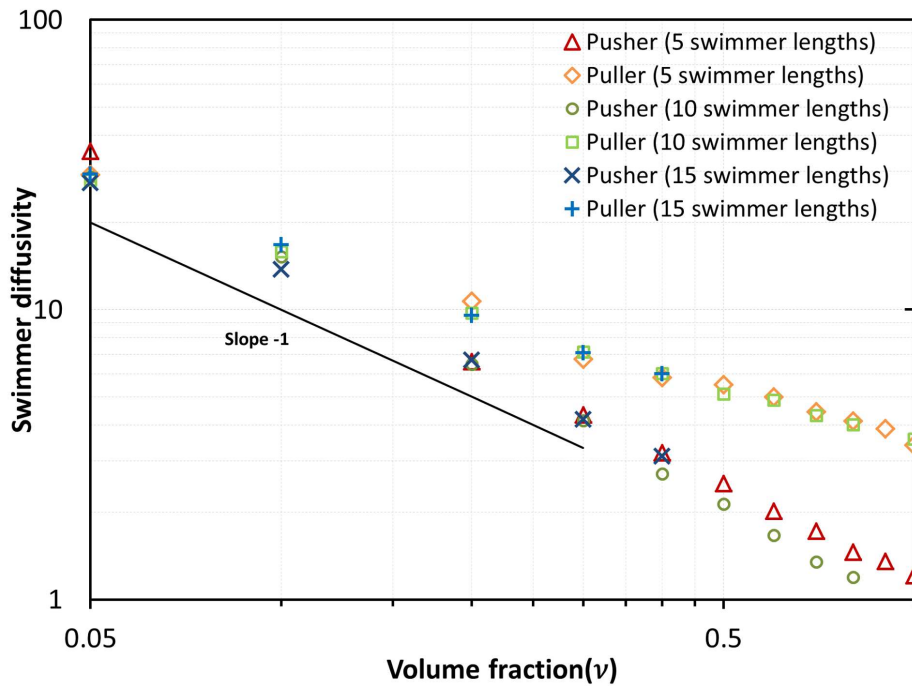 100
Pusher (5 swimmer lengths)
Puller (5 swimmer lengths)
Pusher (10 swimmer lengths)
Puller (10 swimmer lengths)
Pusher (15 swimmer lengths)
Puller (15 swimmer lengths)
Swimmer diffusivity
10
Slope -1
1
0.05
0.5
Volume fraction(ν)